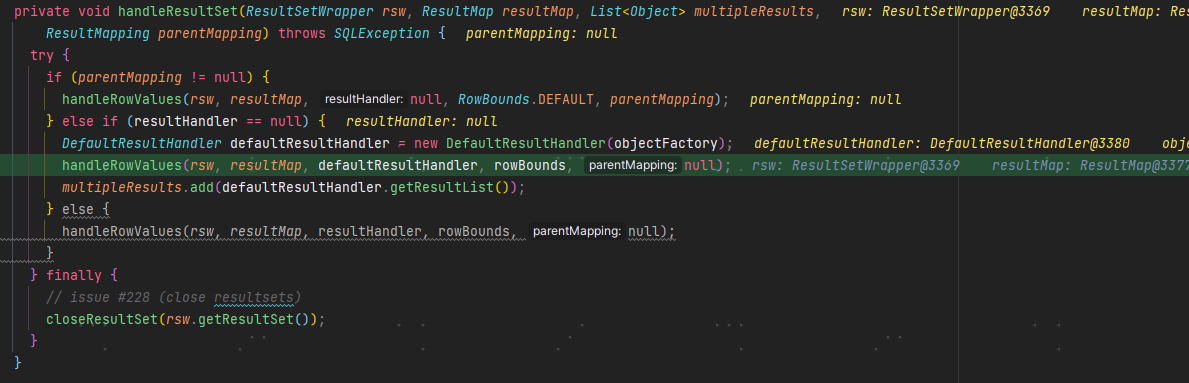 private void handleResultSet(ResultSetWrapper rsw, ResultMap resultMap, List<Object> multipleResults,   rsw: ResultSetWrapper@3369   resultMap: Res
ResultMapping parentMapping) throws SQLException {   parentMapping: null
try {
if (parentMapping != null) {
handleRowValues(rsw, resultMap, resultHandler: null, RowBounds.DEFAULT, parentMapping);   parentMapping: null
} else if (resultHandler == null) {   resultHandler: null
DefaultResultHandler defaultResultHandler = new DefaultResultHandler(objectFactory);   defaultResultHandler: DefaultResultHandler@3380   obje
handleRowValues(rsw, resultMap, defaultResultHandler, rowBounds, parentMapping: null);   rsw: ResultSetWrapper@3369   resultMap: ResultMap@337
multipleResults.add(defaultResultHandler.getResultList());
} else {
handleRowValues(rsw, resultMap, resultHandler, rowBounds, parentMapping: null);
}
} finally {
// issue #228 (close resultsets)
closeResultSet(rsw.getResultSet());
}
}